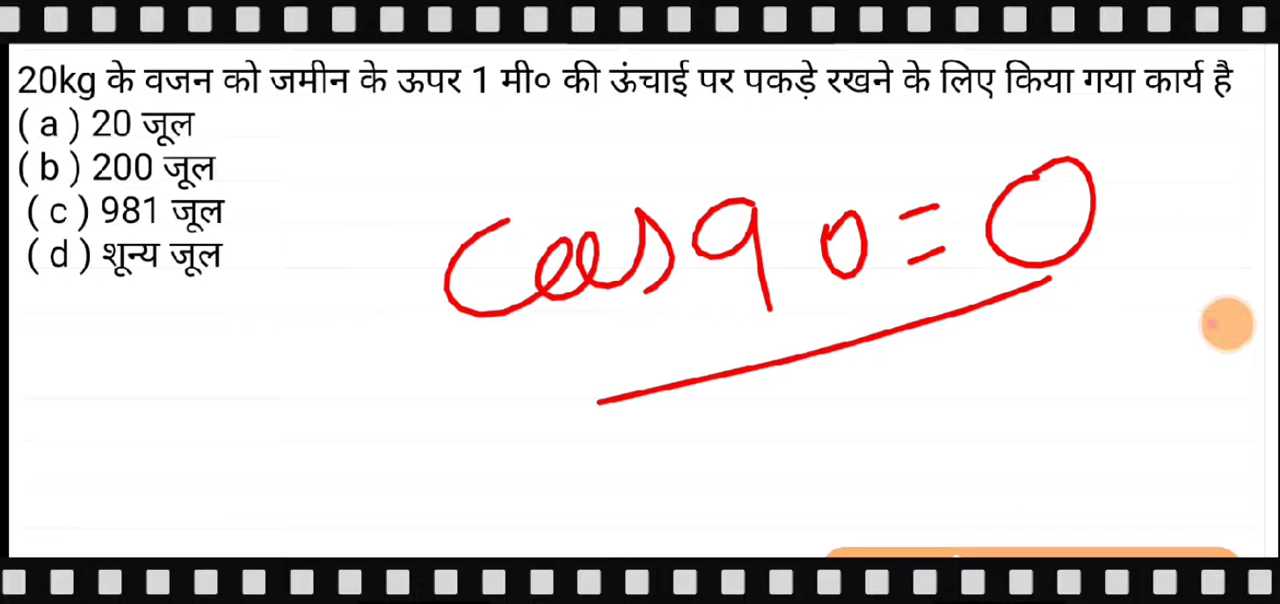 20kg के वजन को जमीन के ऊपर 1 मी० की ऊंचाई पर पकड़े रखने के लिए किया गया कार्य है
( a ) 20 जूल
( b ) 200 जूल
( c ) 981 जूल
( d ) शून्य जूल
cos 90 = 0